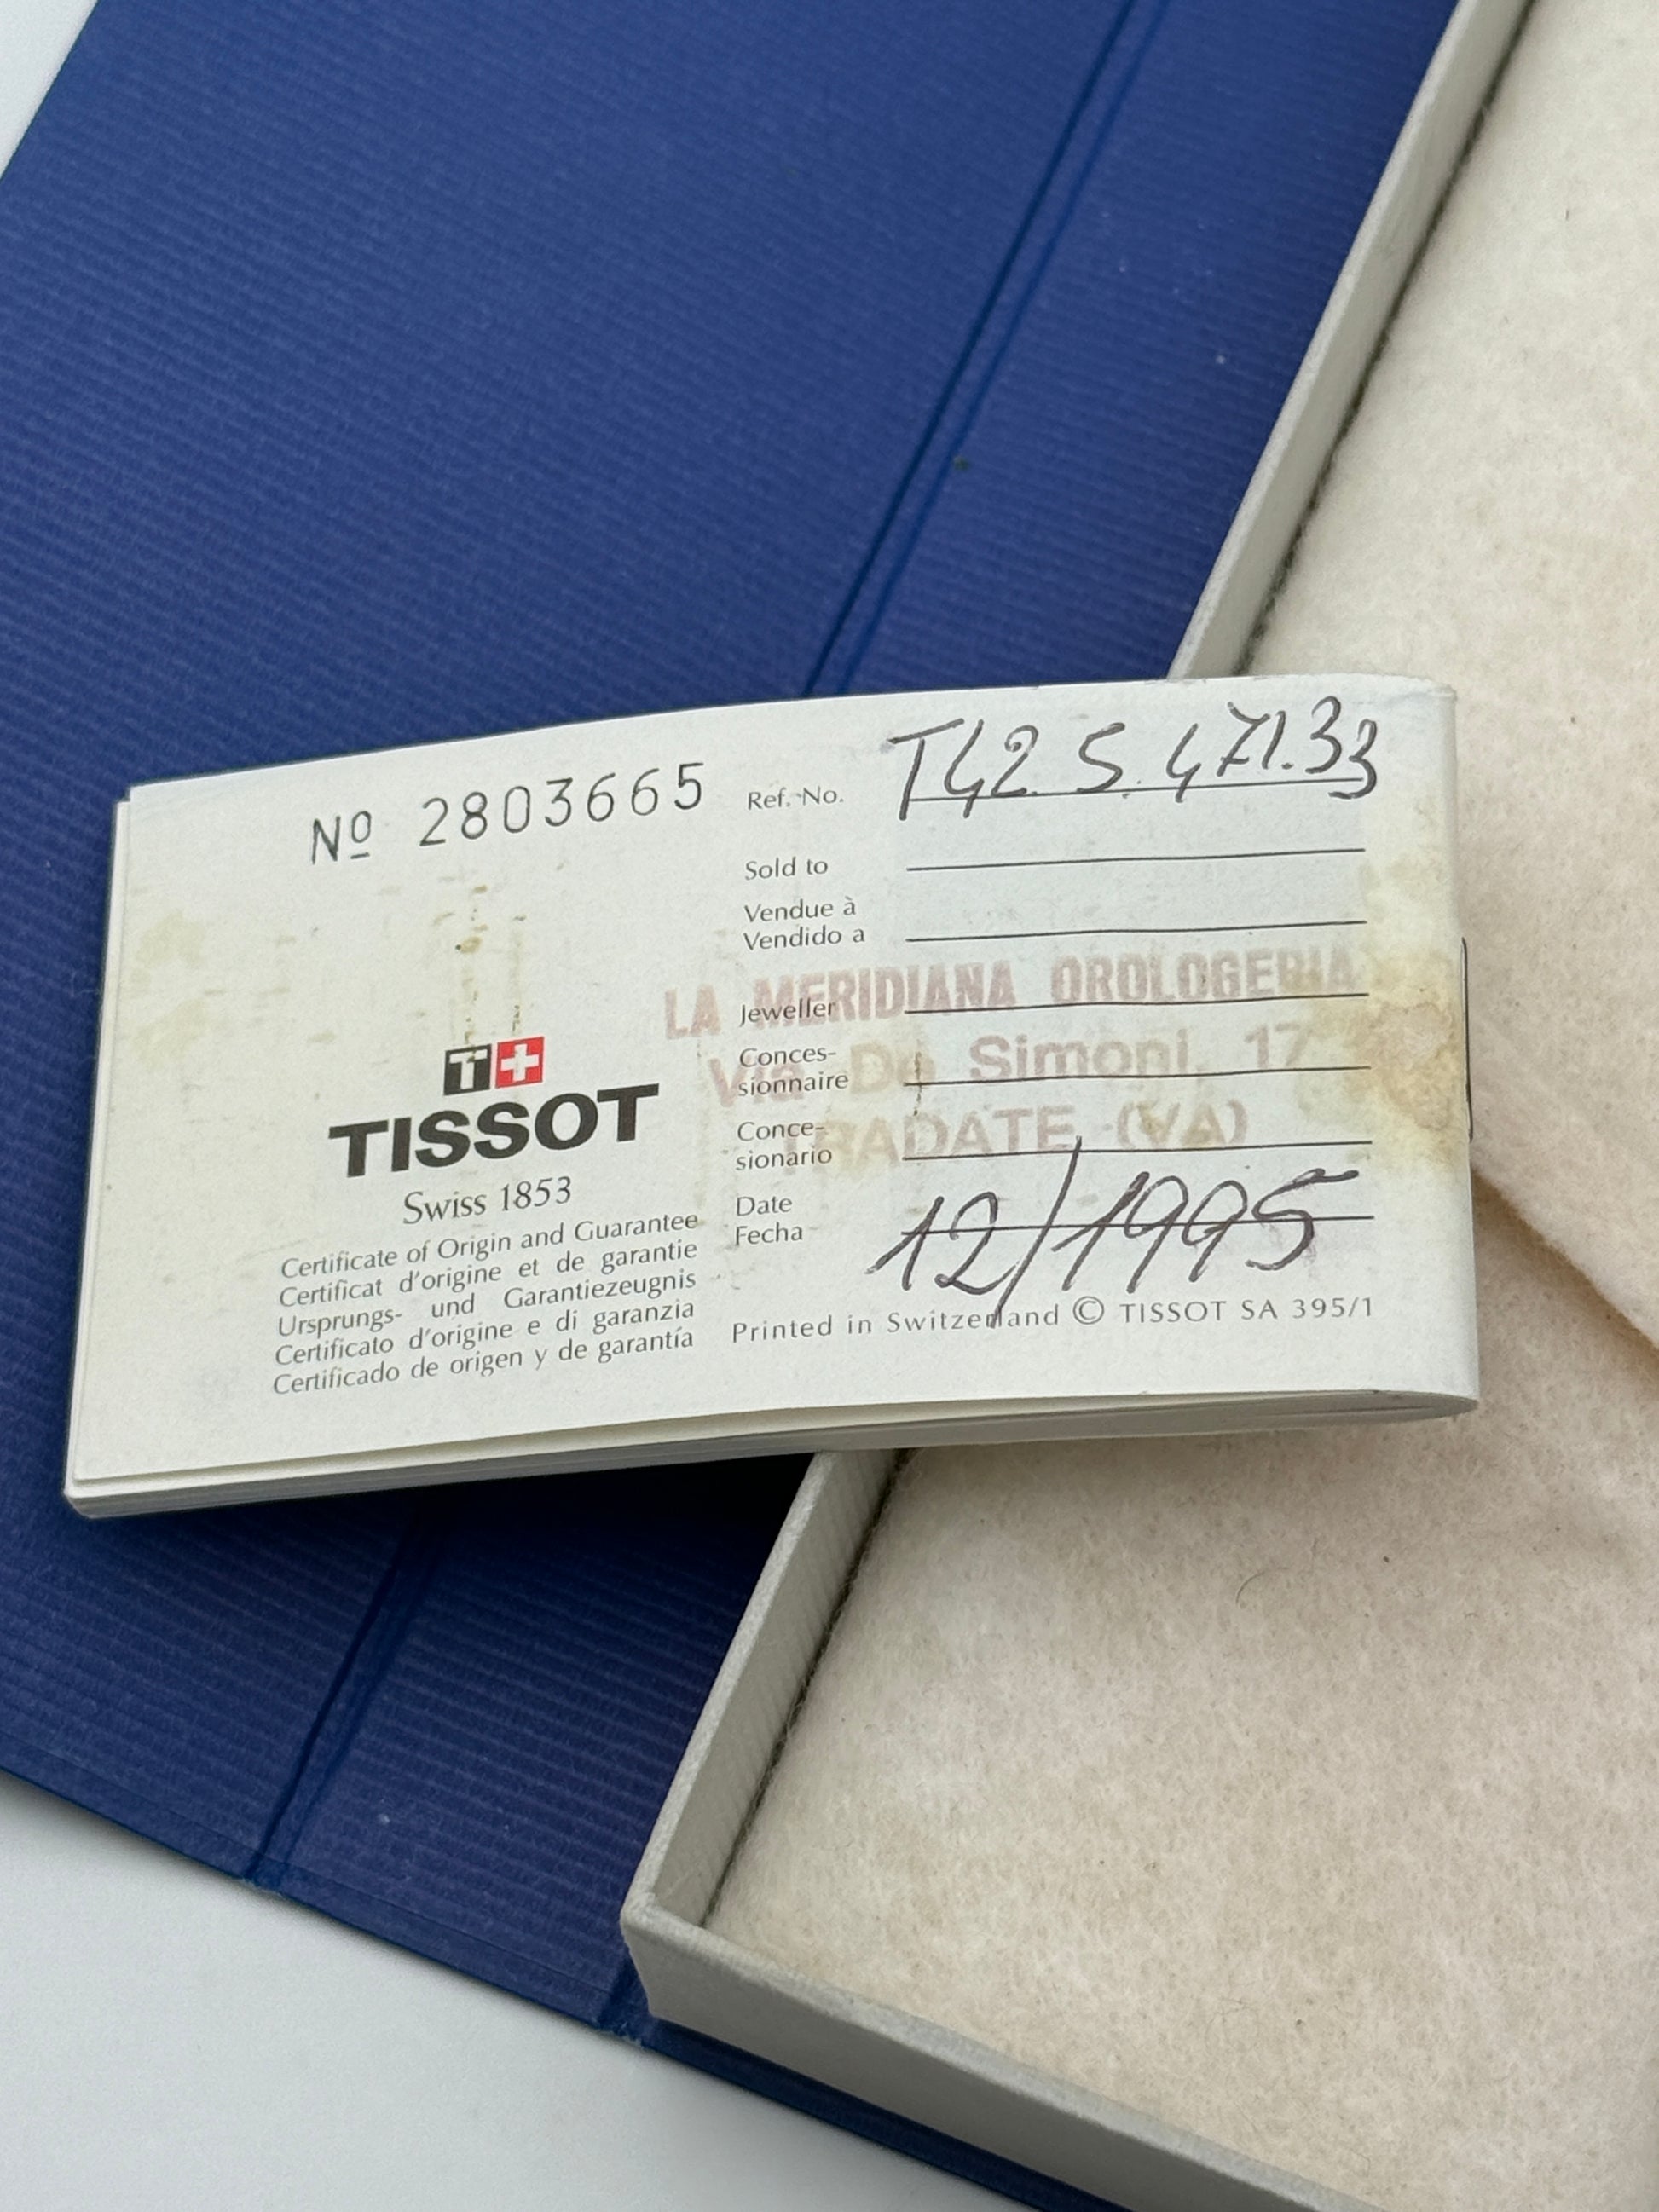 Nº 2803665
T
TISSOT
Swiss 1853
Certificate of Origin and Guarantee
Certificat d'origine et de garantie
Ursprungs- und Garantiezeugnis
Certificato d'origine e di garanzia
Certificado de origen y de garantía
Ref. No. T42 S.471.33
Sold to
Vendue à
Vendido a
LA MERIDIANA OROLOGERIA
Jeweller
Via De Simoni, 17
Conces-
sionnaire
TRADATE (VA)
Conce-
sionario
Date
Fecha
12/1995
Printed in Switzerland © TISSOT SA 395/1